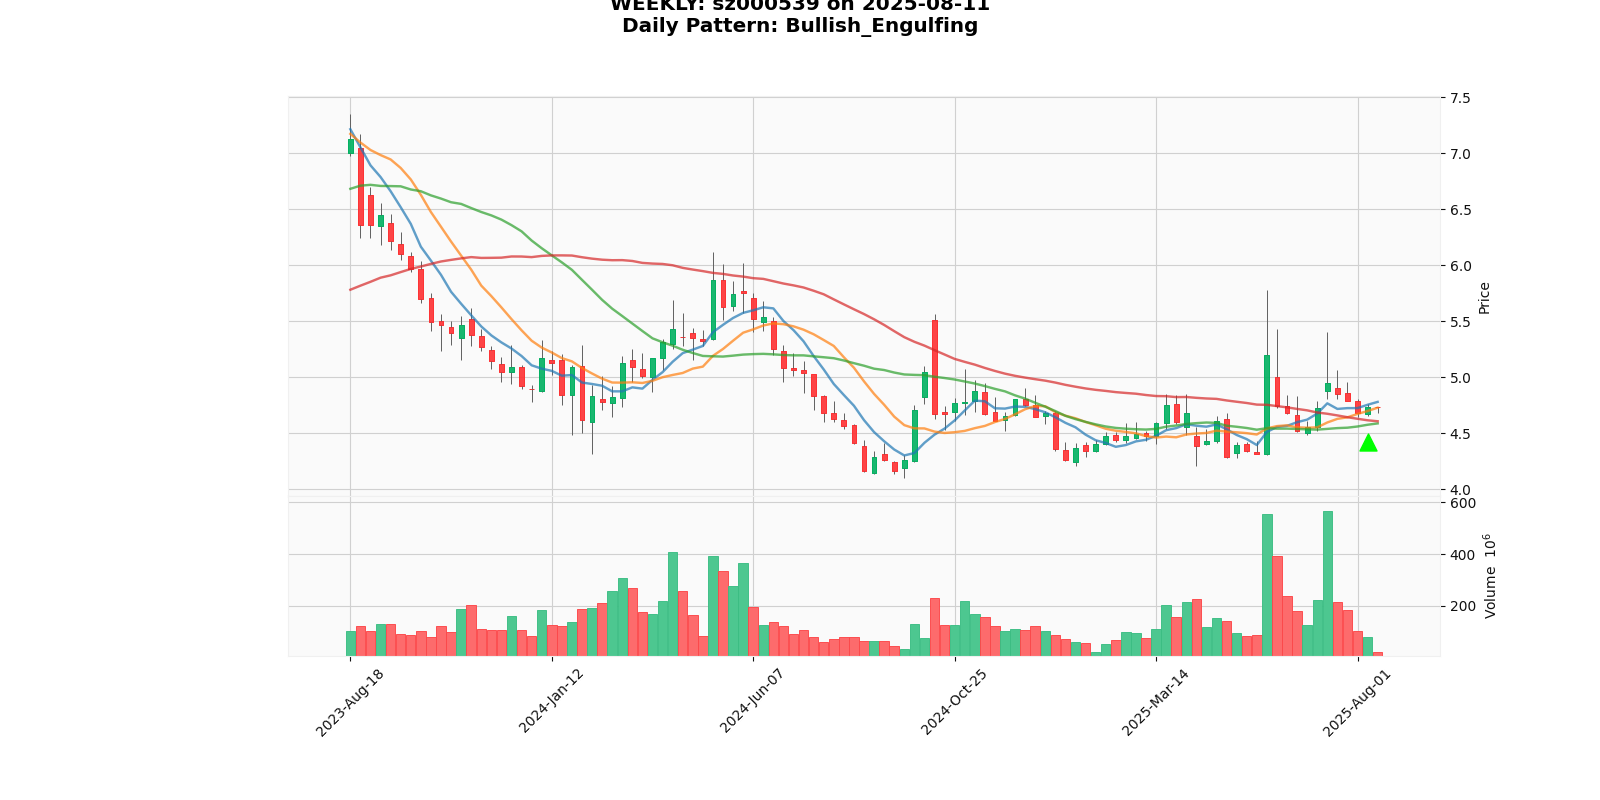 WEEKLY: sz000539 on 2025-08-11
Daily Pattern: Bullish_Engulfing
7.5
7.0
6.5
6.0
5.5
5.0
4.5
4.0
Price
600
400
200
Volume 10^6
2023-Aug-18
2024-Jan-12
2024-Jun-07
2024-Oct-25
2025-Mar-14
2025-Aug-01